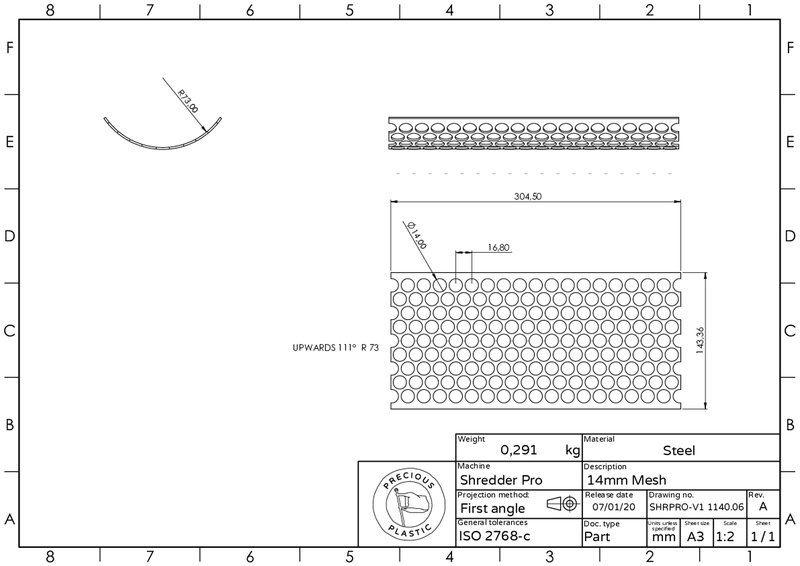 8 7 6 5 4 3 2 1
F F
R73,00
E E
304,50
D D
Ø14,00
16,80
C C
UPWARDS 111° R 73
143,36
B B
Weight
0,291 kg
Material
Steel
Machine
Shredder Pro
Description
14mm Mesh
PRECIOUS
PLASTIC
Projection method:
First angle
Release date
07/01/20
Drawing no.
SHRPRO-V1 1140.06
Rev.
A
A A
General tolerances
ISO 2768-c
Doc. type
Part
Units unless
specified
mm
Sheet size
A3
Scale
1:2
Sheet
1 / 1
8 7 6 5 4 3 2 1